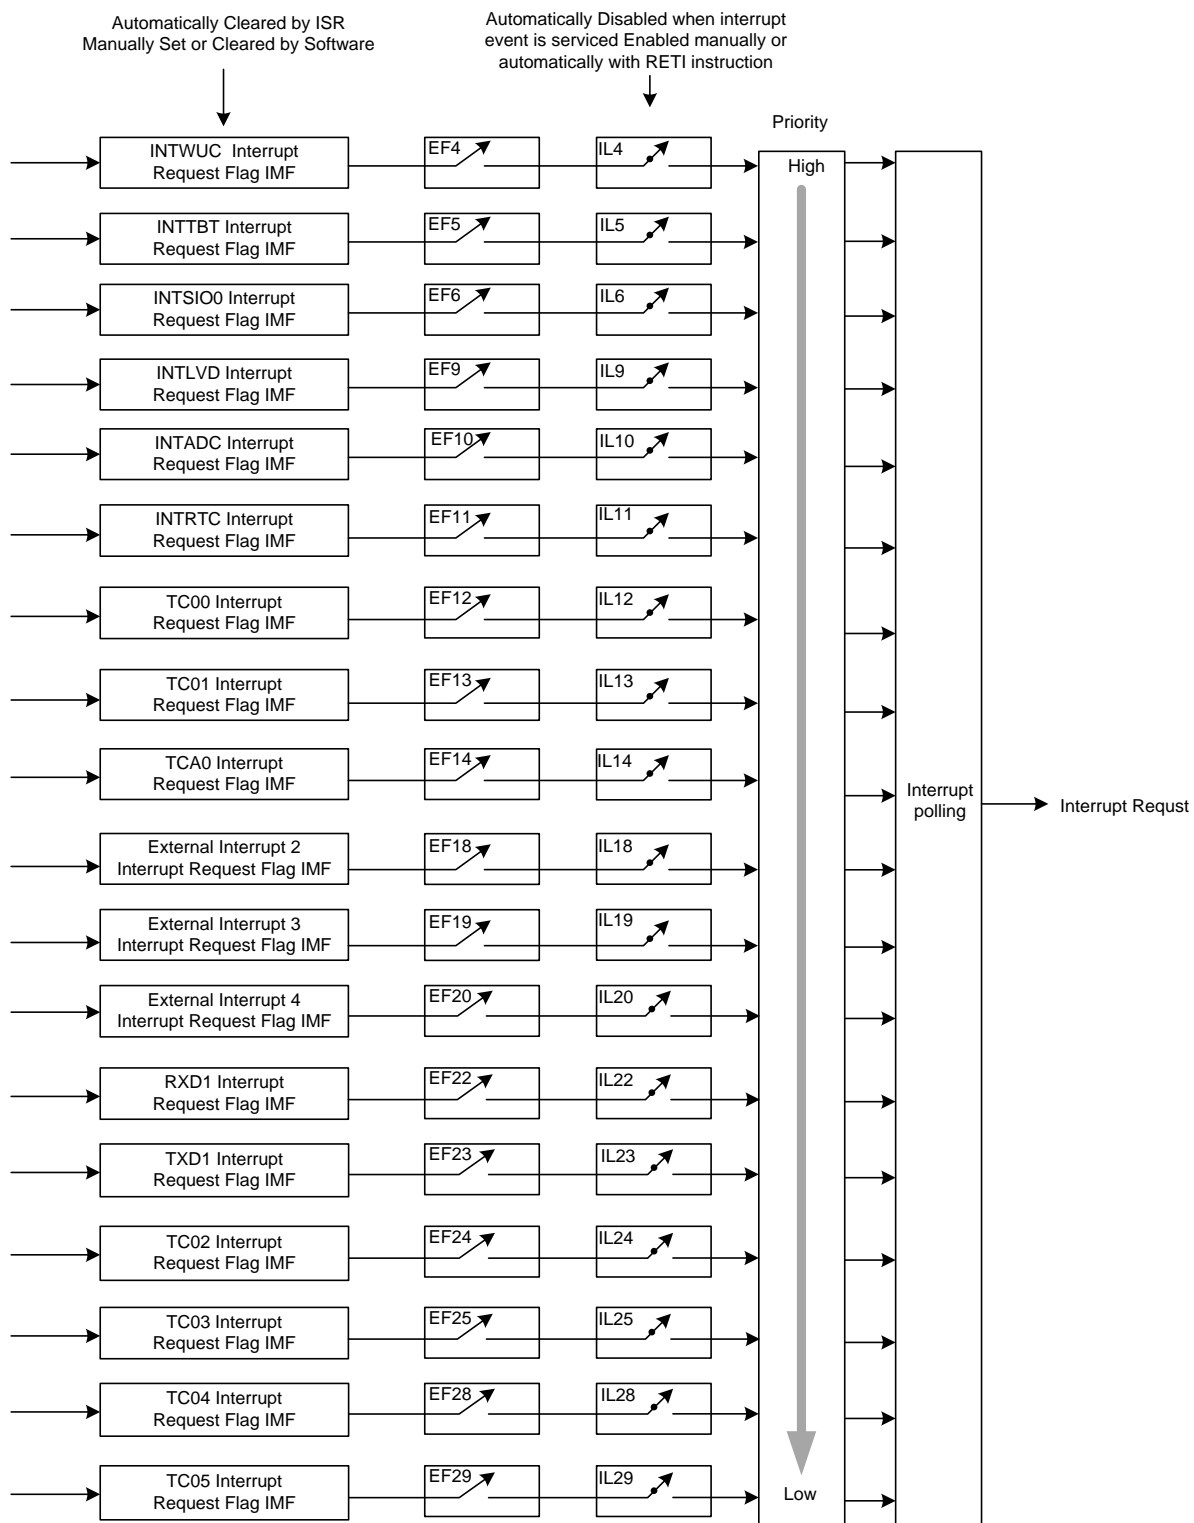 Automatically Cleared by ISR
Manually Set or Cleared by Software
Automatically Disabled when interrupt
event is serviced Enabled manually or
automatically with RETI instruction
Priority
INTWUC Interrupt
Request Flag IMF
EF4
IL4
High
INTTBT Interrupt
Request Flag IMF
EF5
IL5
INTSIO0 Interrupt
Request Flag IMF
EF6
IL6
INTLVD Interrupt
Request Flag IMF
EF9
IL9
INTADC Interrupt
Request Flag IMF
EF10
IL10
INTRTC Interrupt
Request Flag IMF
EF11
IL11
TC00 Interrupt
Request Flag IMF
EF12
IL12
TC01 Interrupt
Request Flag IMF
EF13
IL13
TCA0 Interrupt
Request Flag IMF
EF14
IL14
Interrupt
polling
Interrupt Requst
External Interrupt 2
Interrupt Request Flag IMF
EF18
IL18
External Interrupt 3
Interrupt Request Flag IMF
EF19
IL19
External Interrupt 4
Interrupt Request Flag IMF
EF20
IL20
RXD1 Interrupt
Request Flag IMF
EF22
IL22
TXD1 Interrupt
Request Flag IMF
EF23
IL23
TC02 Interrupt
Request Flag IMF
EF24
IL24
TC03 Interrupt
Request Flag IMF
EF25
IL25
TC04 Interrupt
Request Flag IMF
EF28
IL28
TC05 Interrupt
Request Flag IMF
EF29
IL29
Low